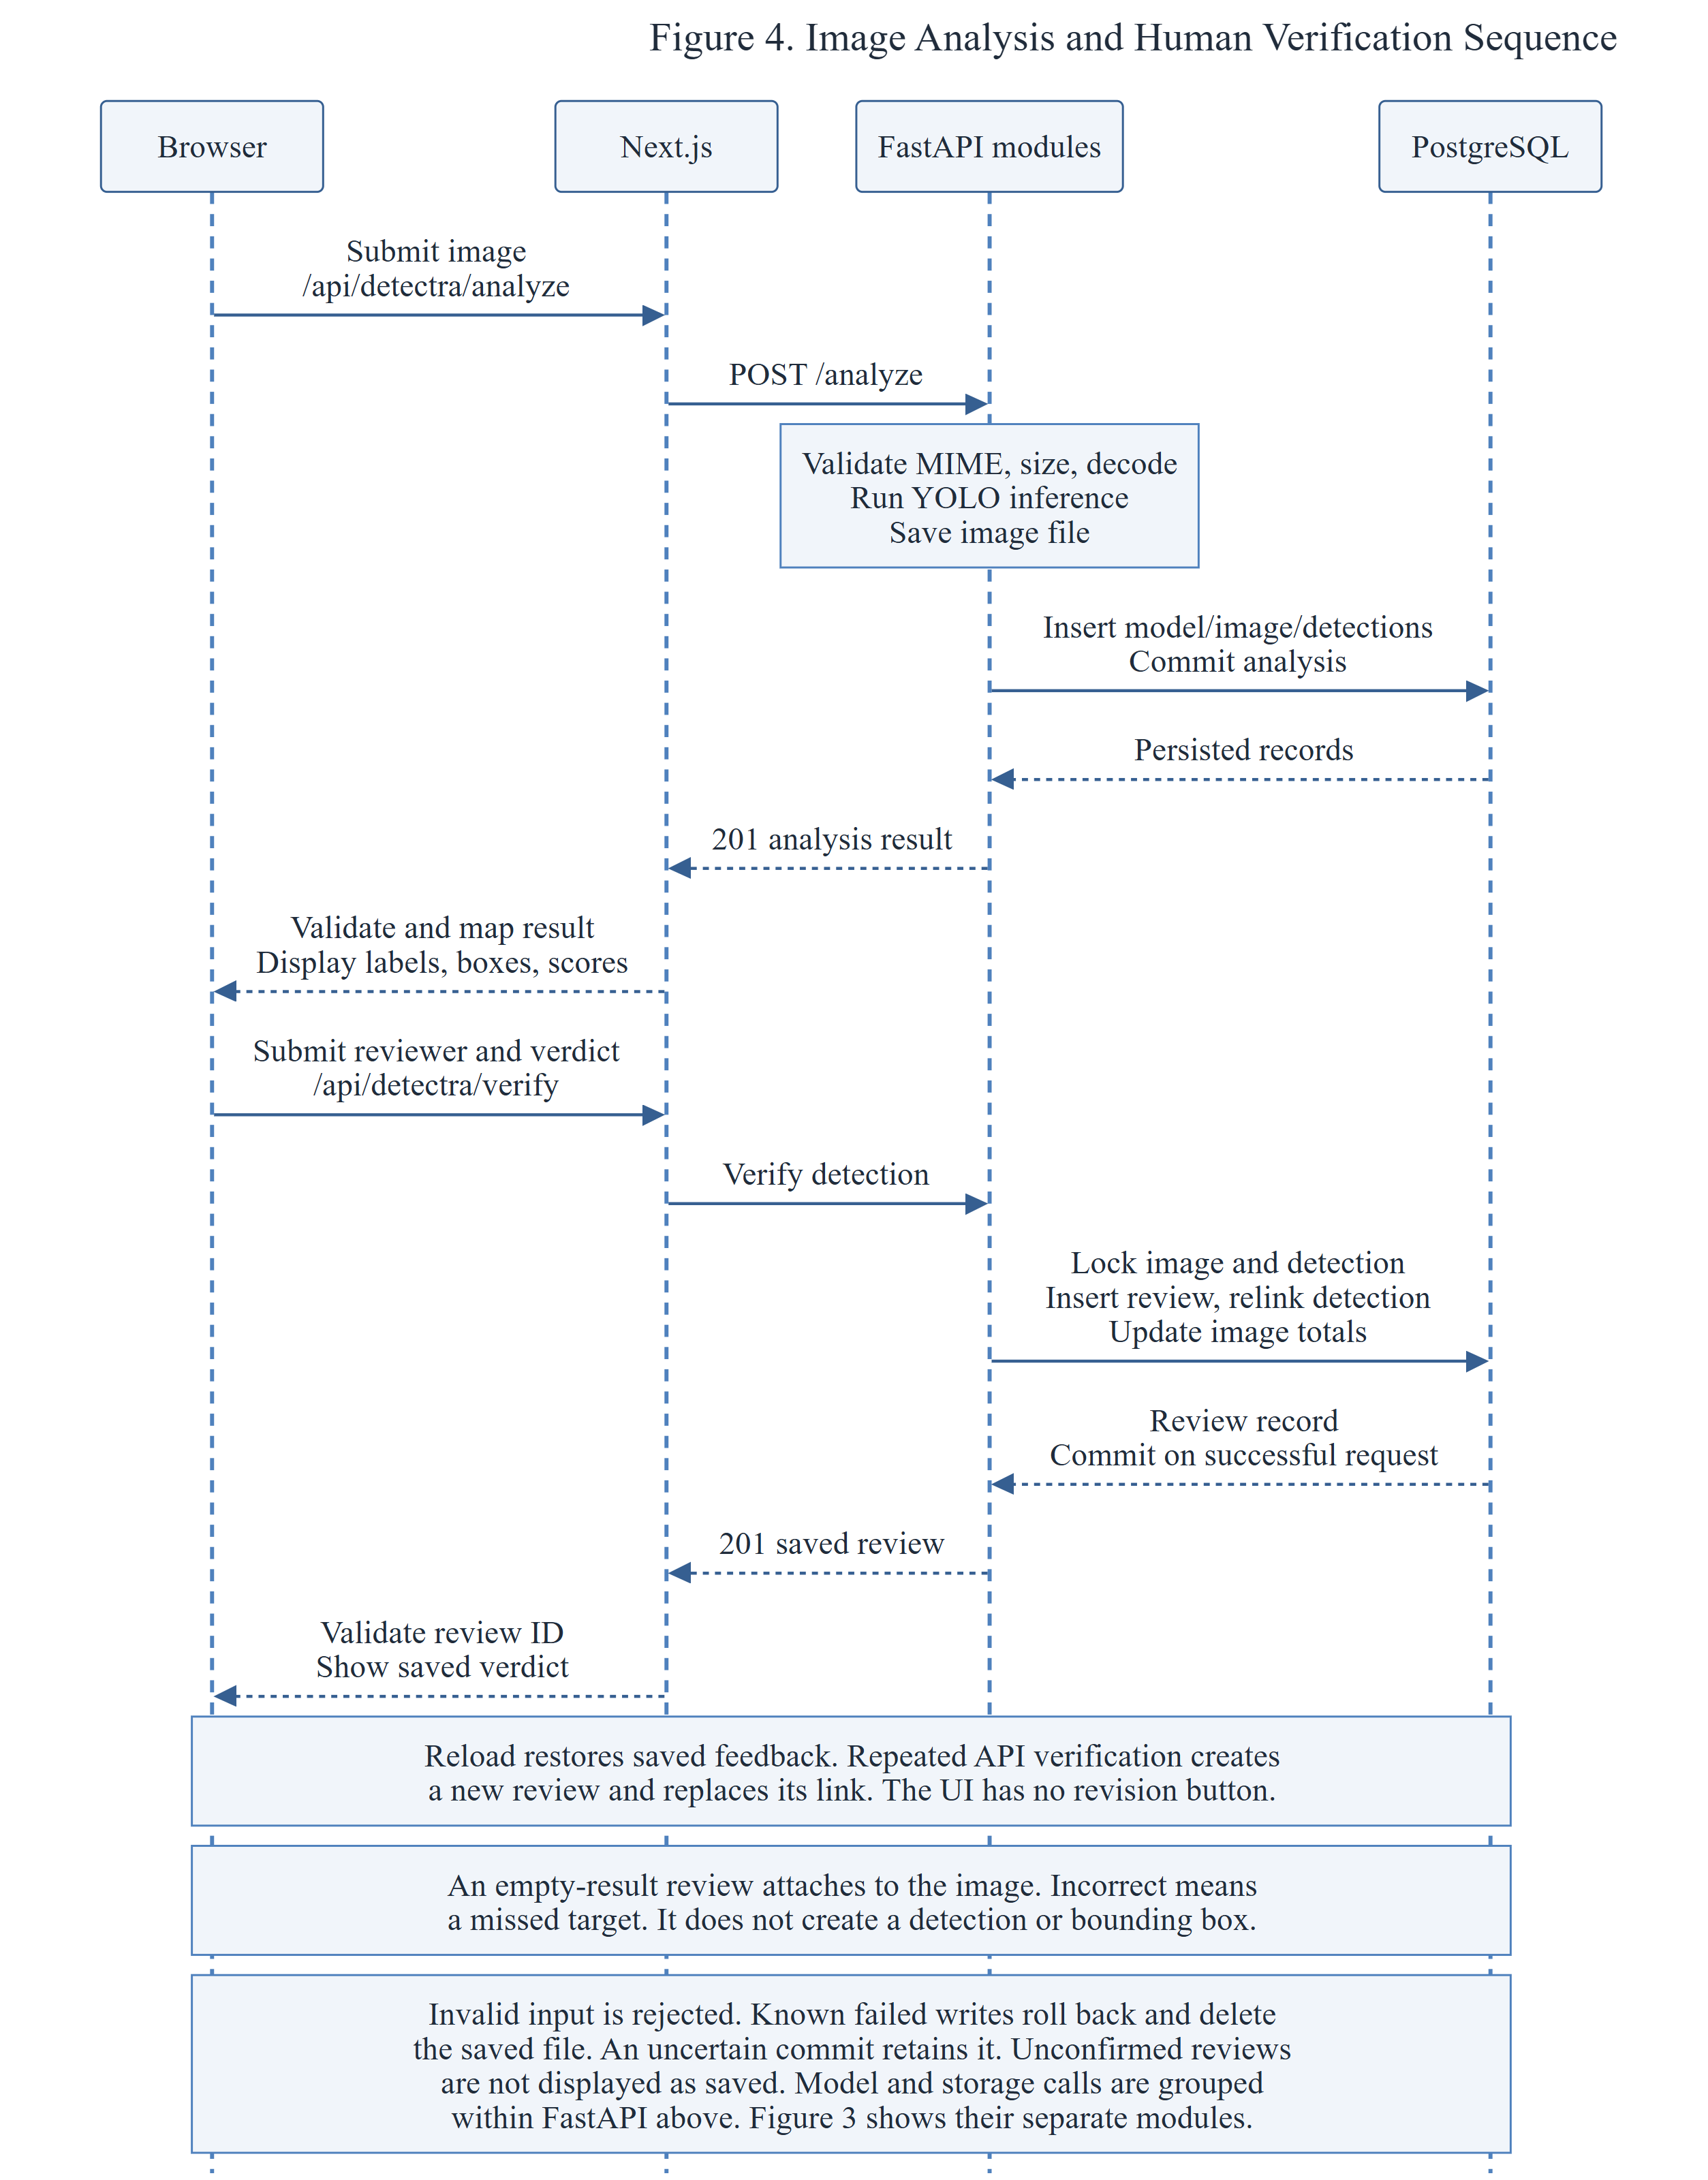 Figure 4. Image Analysis and Human Verification Sequence
Browser
Next.js
FastAPI modules
PostgreSQL
Submit image
/api/detectra/analyze
POST /analyze
Validate MIME, size, decode
Run YOLO inference
Save image file
Insert model/image/detections
Commit analysis
Persisted records
201 analysis result
Validate and map result
Display labels, boxes, scores
Submit reviewer and verdict
/api/detectra/verify
Verify detection
Lock image and detection
Insert review, relink detection
Update image totals
Review record
Commit on successful request
201 saved review
Validate review ID
Show saved verdict
Reload restores saved feedback. Repeated API verification creates
a new review and replaces its link. The UI has no revision button.
An empty-result review attaches to the image. Incorrect means
a missed target. It does not create a detection or bounding box.
Invalid input is rejected. Known failed writes roll back and delete
the saved file. An uncertain commit retains it. Unconfirmed reviews
are not displayed as saved. Model and storage calls are grouped
within FastAPI above. Figure 3 shows their separate modules.